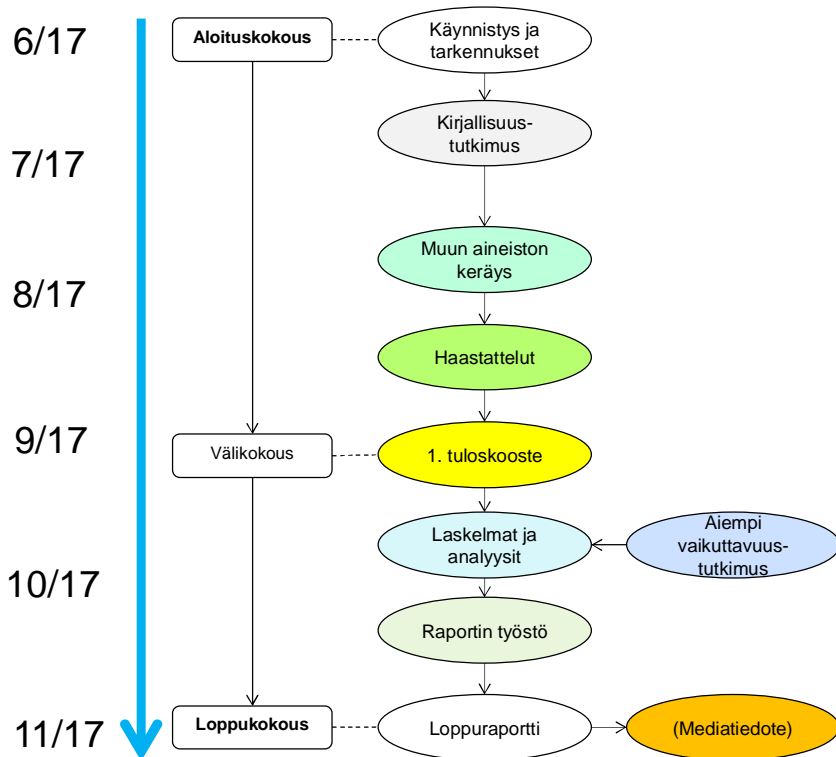 6/17
Aloituskokous
Käynnistys ja
tarkennukset
Kirjallisuus-
tutkimus
7/17
Muun aineiston
keräys
8/17
Haastattelut
9/17
Välikokous
1. tuloskooste
Laskelmat ja
analyysit
Aiempi
vaikuttavuus-
tutkimus
10/17
Raportin työstö
11/17
Loppukokous
Loppuraportti
(Mediatiedote)